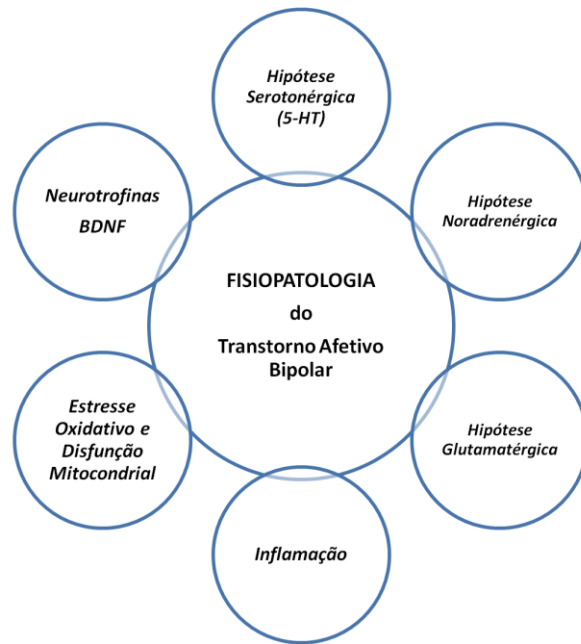 Hipótese
Serotonérgica
(5-HT)
Neurotrofinas
BDNF
Hipótese
Noradrenérgica
FISIOPATOLOGIA
do
Transtorno Afetivo
Bipolar
Estresse
Oxidativo e
Disfunção
Mitocondrial
Hipótese
Glutamatérgica
Inflamação